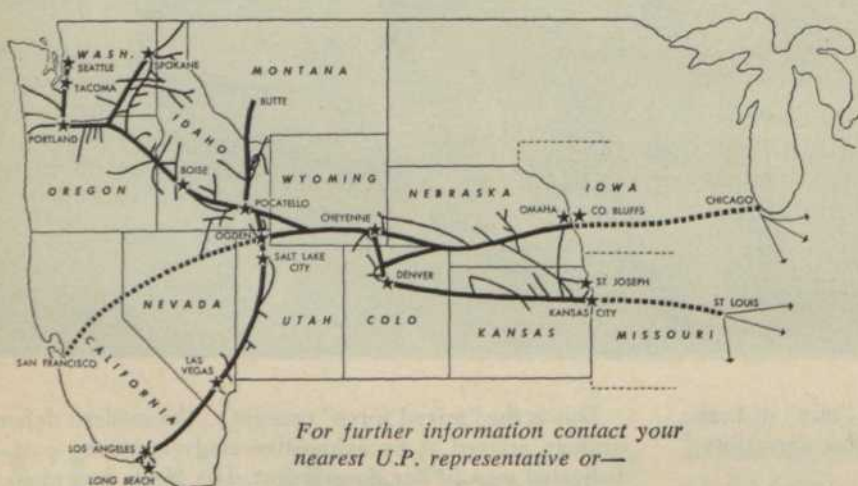 WASH.
SEATTLE
TACOMA
SPOKANE
MONTANA
BUTTE
PORTLAND
IDAHO
OREGON
BOISE
WYOMING
POCATELLO
NEBRASKA
IOWA
CHICAGO
CHEYENNE
OMAHA
CO. BLUFFS
OGDEN
SALT LAKE
CITY
DENVER
ST. JOSEPH
NEVADA
KANSAS CITY
ST LOUIS
UTAH
COLO
KANSAS
MISSOURI
SAN FRANCISCO
CALIFORNIA
LAS
VEGAS
LOS ANGELES
LONG BEACH
For further information contact your
nearest U.P. representative or—